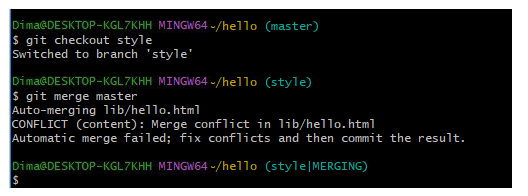 Dima@DESKTOP-KGL7KHH MINGW64 ~/hello (master)
$ git checkout style
Switched to branch 'style'
Dima@DESKTOP-KGL7KHH MINGW64 ~/hello (style)
$ git merge master
Auto-merging lib/hello.html
CONFLICT (content): Merge conflict in lib/hello.html
Automatic merge failed; fix conflicts and then commit the result.
Dima@DESKTOP-KGL7KHH MINGW64 ~/hello (style|MERGING)
$